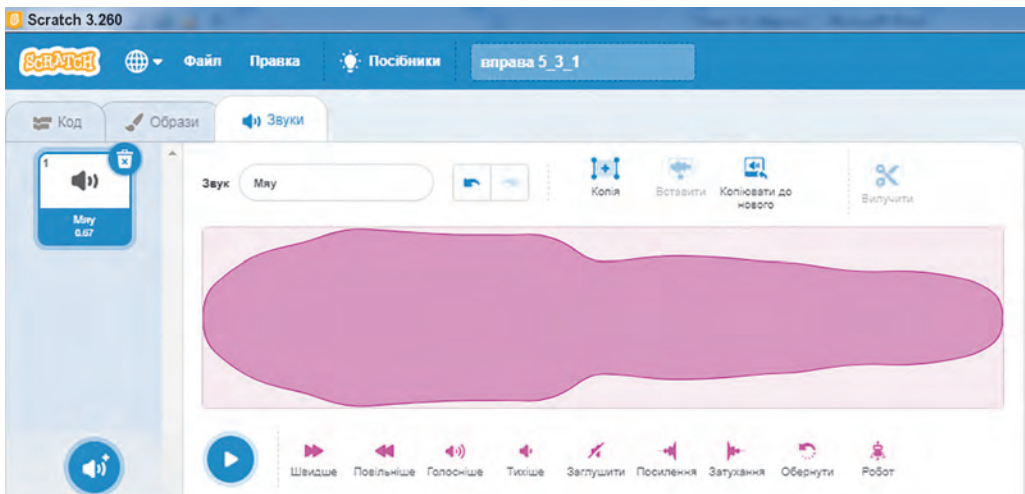 Scratch 3.260
SCRATCH Файл Правка Посібники вправа 5_3_1
Код Образи Звуки
1
Мяу
0.67
Звук Мяу Копія Вставити Копіювати до нового Вилучити
Швидше Повільніше Голосніше Тихіше Заглушити Посилення Затухання Обернути Робот